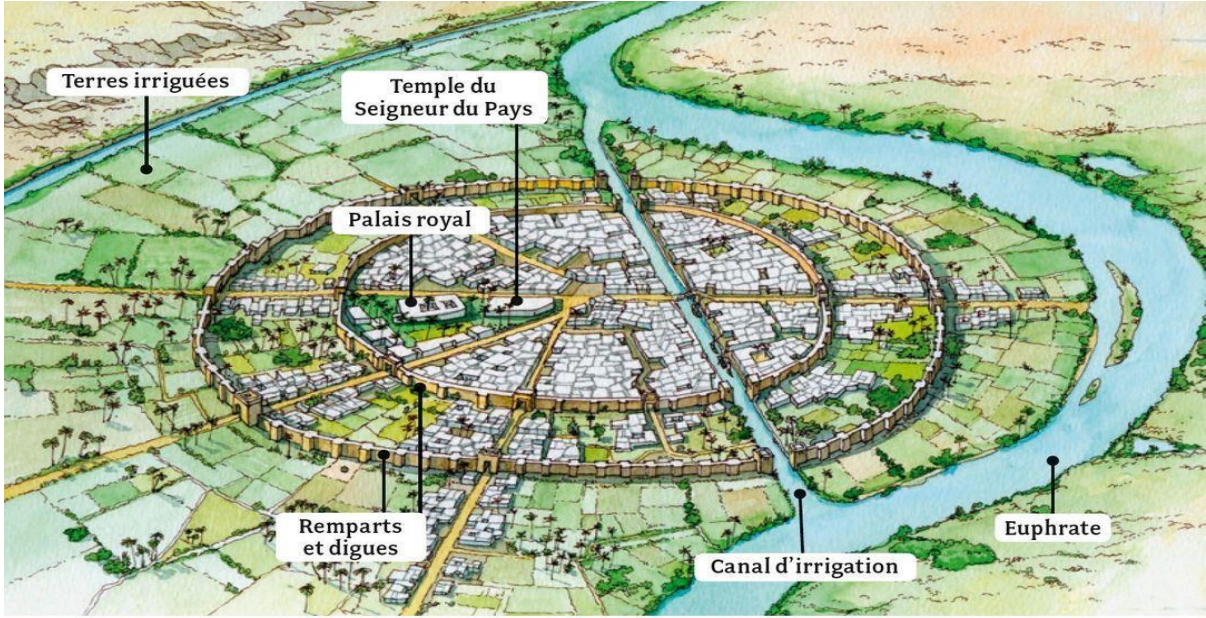 Terres irriguées
Temple du
Seigneur du Pays
Palais royal
Remparts
et digues
Canal d'irrigation
Euphrate